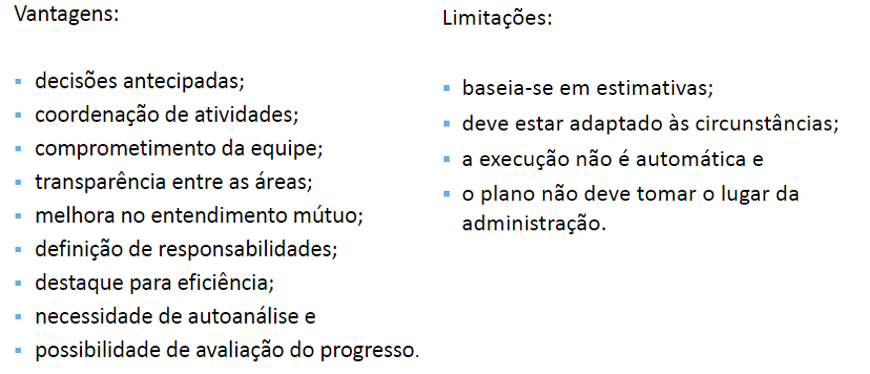 Vantagens:
▪ decisões antecipadas;
▪ coordenação de atividades;
▪ comprometimento da equipe;
▪ transparência entre as áreas;
▪ melhora no entendimento mútuo;
▪ definição de responsabilidades;
▪ destaque para eficiência;
▪ necessidade de autoanálise e
▪ possibilidade de avaliação do progresso.
Limitações:
▪ baseia-se em estimativas;
▪ deve estar adaptado às circunstâncias;
▪ a execução não é automática e
▪ o plano não deve tomar o lugar da
administração.